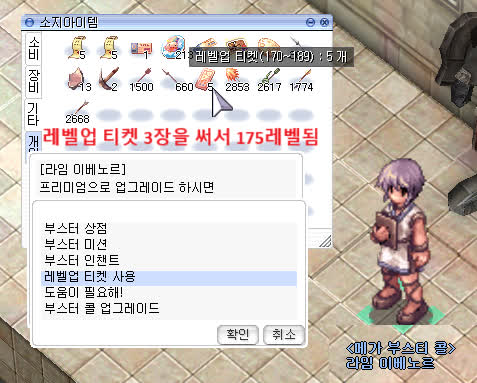 소지아이템
소비
장비
기타
개인
5
5
1
레벨업 티켓(170~189) : 5 개
13
2
1500
660
5
2853
2617
1774
2668
레벨업 티켓 3장을 써서 175레벨됨
[라임 이베노르]
프리미엄으로 업그레이드 하시면
부스터 상점
부스터 미션
부스터 인챈트
레벨업 티켓 사용
도움이 필요해!
부스터 콜 업그레이드
확인
취소
<메가 부스터 콩>
라임 이베노르